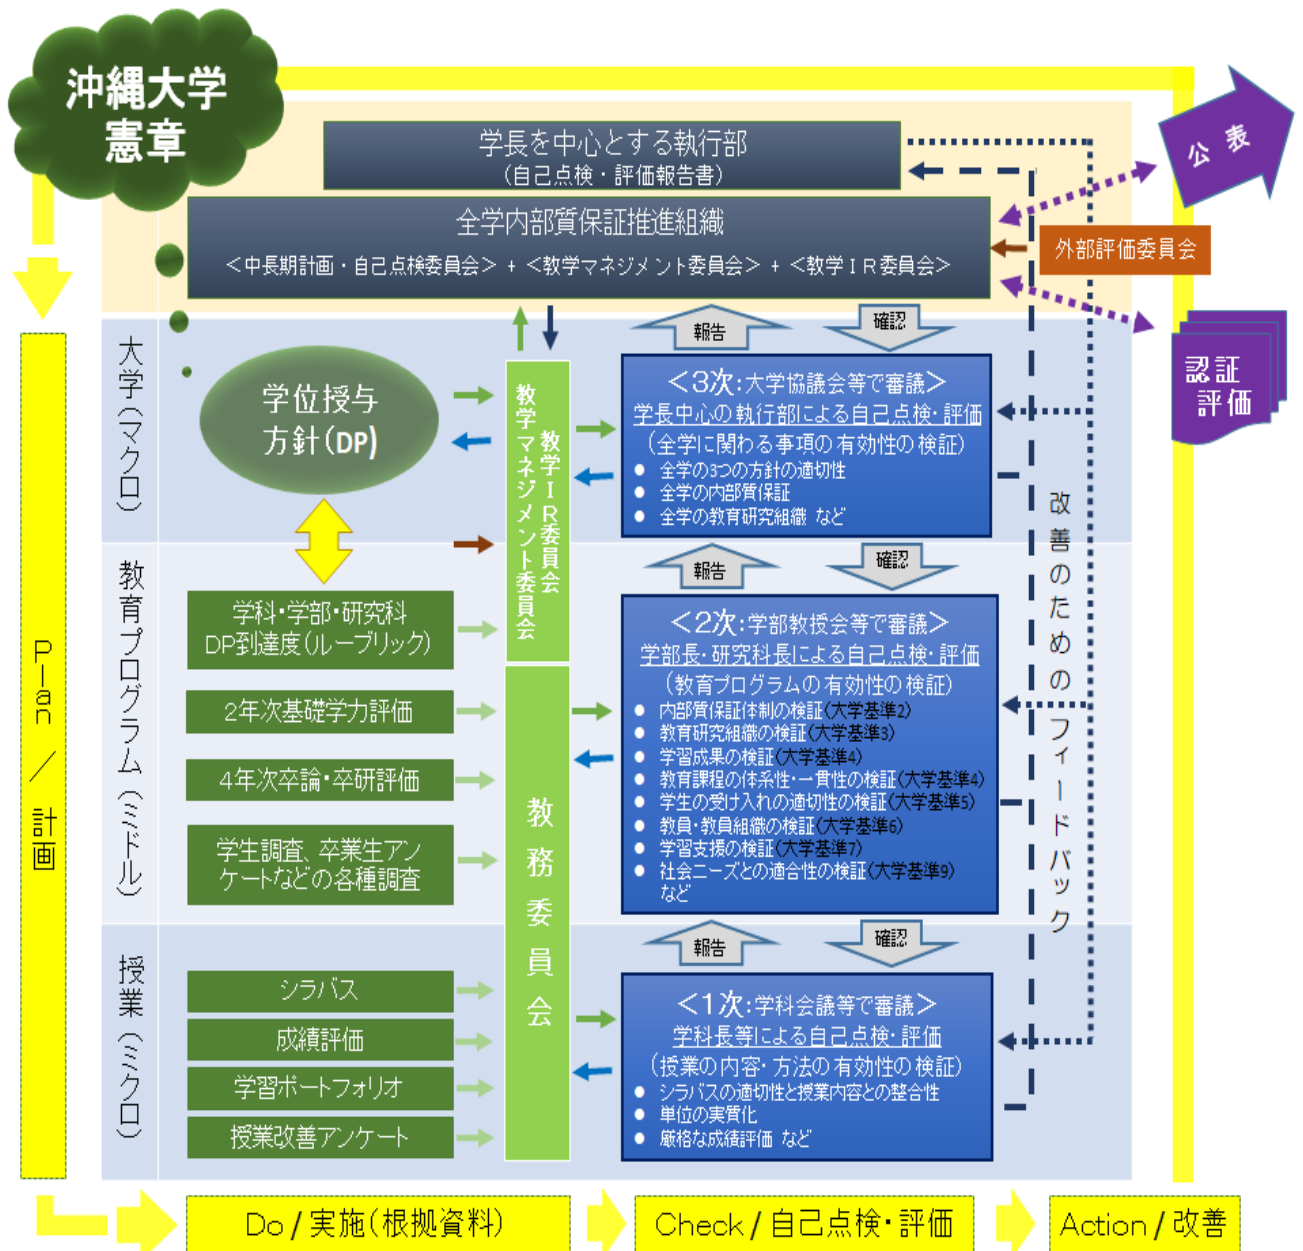 沖縄大学
憲章
学長を中心とする執行部
(自己点検・評価報告書)
全学内部質保証推進組織
＜中長期計画・自己点検委員会＞ + ＜教学マネジメント委員会＞ + ＜教学ＩＲ委員会＞
公表
外部評価委員会
認証
評価
Plan／計画
大学(マクロ)
学位授与
方針(DP)
教学ＩＲ委員会
教学マネジメント委員会
報告
確認
＜3次:大学協議会等で審議＞
学長中心の執行部による自己点検・評価
(全学に関わる事項の有効性の検証)
● 全学の3つの方針の適切性
● 全学の内部質保証
● 全学の教育研究組織 など
改善のためのフィードバック
教育プログラム(ミドル)
学科・学部・研究科
DP到達度(ルーブリック)
2年次基礎学力評価
4年次卒論・卒研評価
学生調査、卒業生アン
ケートなどの各種調査
教務委員会
報告
確認
＜2次:学部教授会等で審議＞
学部長・研究科長による自己点検・評価
(教育プログラムの有効性の検証)
● 内部質保証体制の検証(大学基準2)
● 教育研究組織の検証(大学基準3)
● 学習成果の検証(大学基準4)
● 教育課程の体系性・一貫性の検証(大学基準4)
● 学生の受け入れの適切性の検証(大学基準5)
● 教員・教員組織の検証(大学基準6)
● 学習支援の検証(大学基準7)
● 社会ニーズとの適合性の検証(大学基準9)
など
授業(ミクロ)
シラバス
成績評価
学習ポートフォリオ
授業改善アンケート
報告
確認
＜1次:学科会議等で審議＞
学科長等による自己点検・評価
(授業の内容・方法の有効性の検証)
● シラバスの適切性と授業内容との整合性
● 単位の実質化
● 厳格な成績評価 など
Do / 実施(根拠資料)
Check / 自己点検・評価
Action / 改善